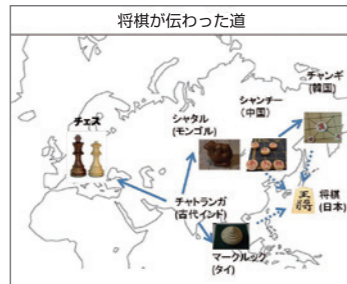 将棋が伝わった道
チャンギ
(韓国)
シャンチー
(中国)
シャタル
(モンゴル)
チェス
将棋
(日本)
王
将
チャトランガ
(古代インド)
マークルック
(タイ)